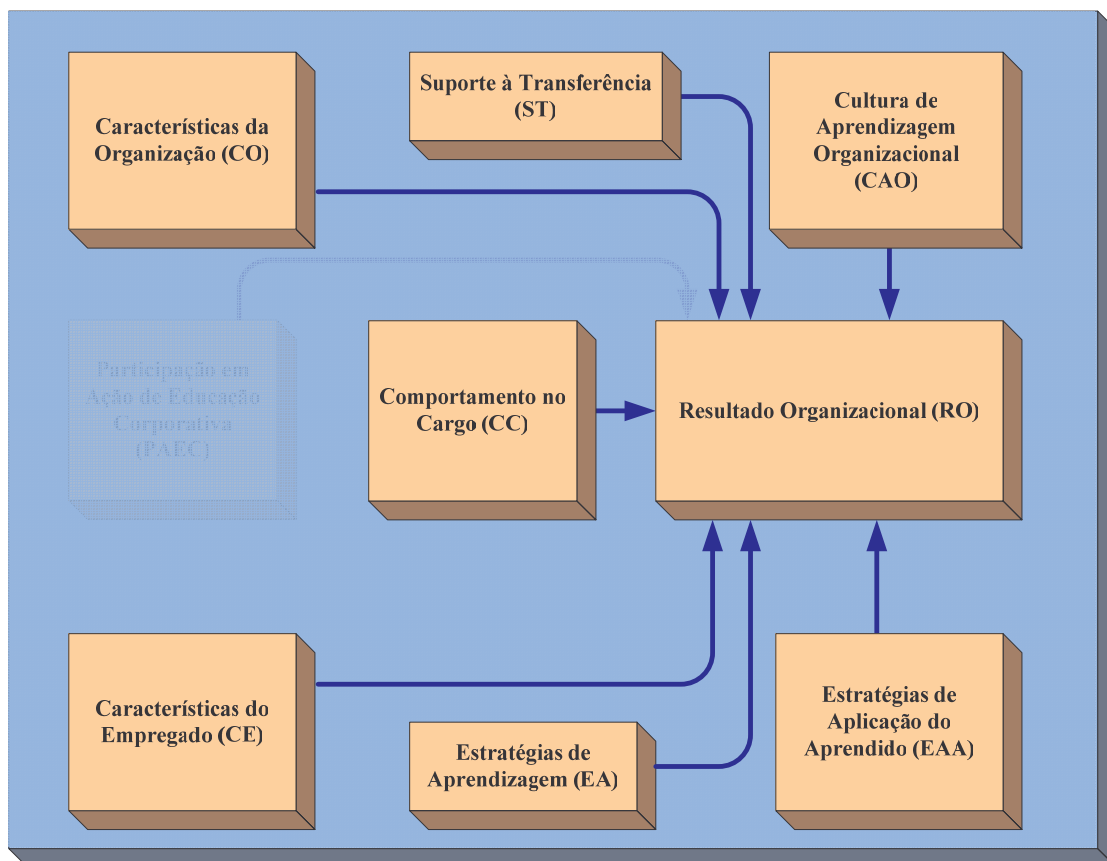 Características da
Organização (CO)
Suporte à Transferência
(ST)
Cultura de
Aprendizagem
Organizacional
(CAO)
Participação em
Ação de Educação
Corporativa
(PAEC)
Comportamento no
Cargo (CC)
Resultado Organizacional (RO)
Características do
Empregado (CE)
Estratégias de
Aprendizagem (EA)
Estratégias de
Aplicação do
Aprendido (EAA)